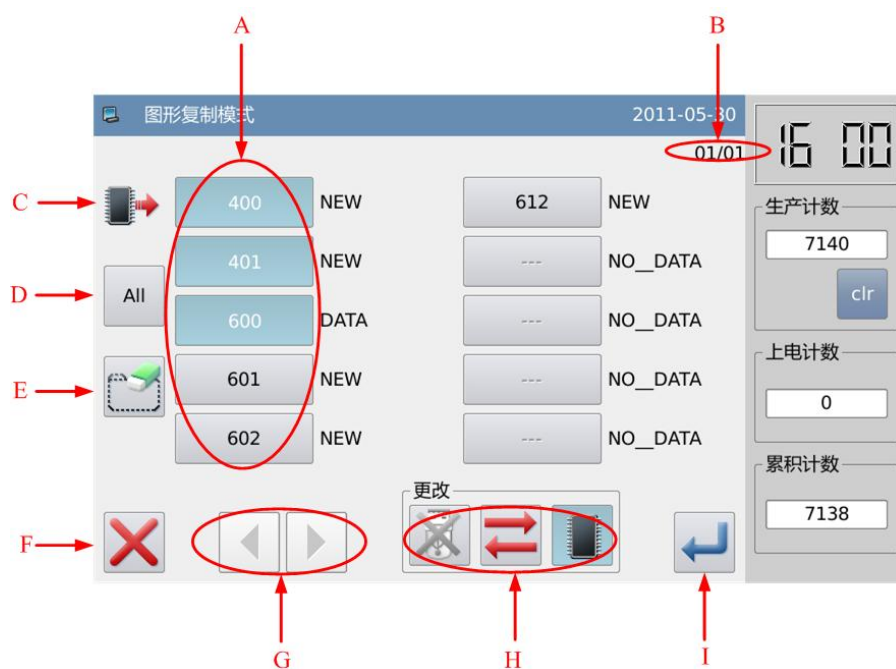 A
B
图形复制模式 2011-05-30
01/01
16 00
C
400 NEW
612 NEW
生产计数
7140
401 NEW
--- NO__DATA
D
All
clr
600 DATA
--- NO__DATA
上电计数
E
601 NEW
--- NO__DATA
0
602 NEW
--- NO__DATA
累积计数
更改
7138
F
G
H
I